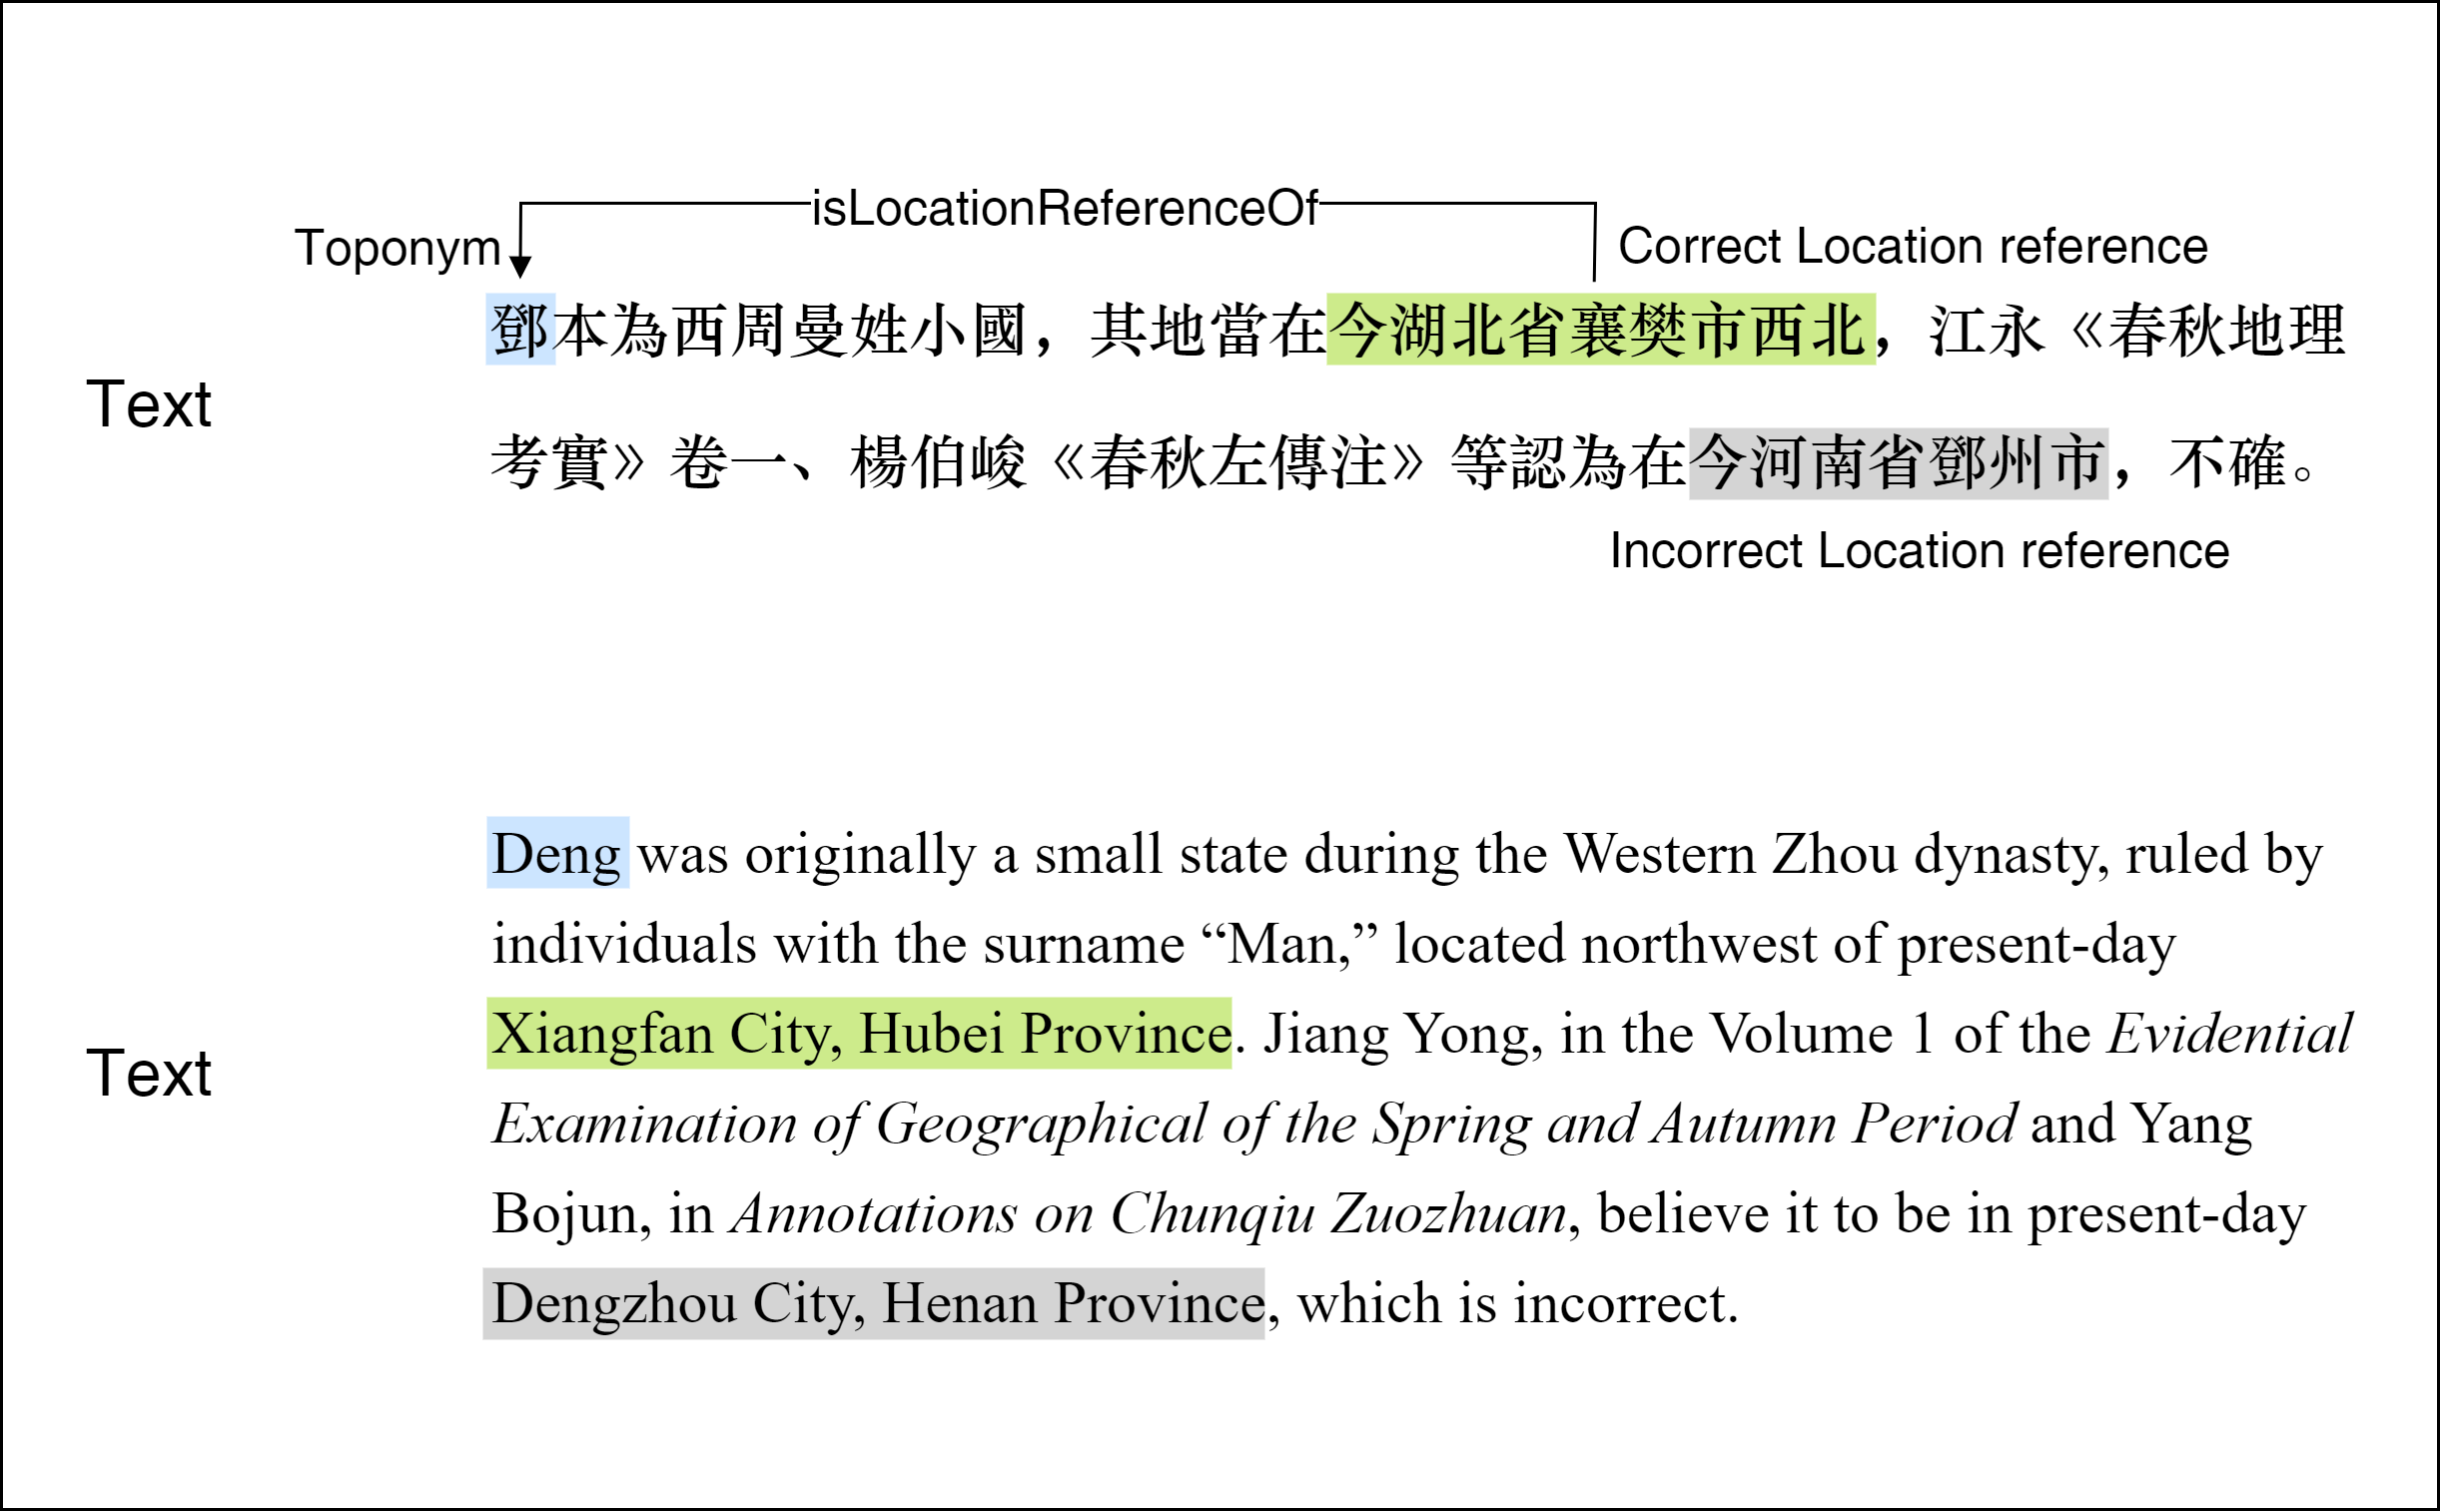 isLocationReferenceOf
Toponym
Correct Location reference
Text
鄧本為西周曼姓小國，其地當在今湖北省襄樊市西北，江永《春秋地理
考實》卷一、楊伯峻《春秋左傳注》等認為在今河南省鄧州市，不確。
Incorrect Location reference
Text
Deng was originally a small state during the Western Zhou dynasty, ruled by
individuals with the surname “Man,” located northwest of present-day
Xiangfan City, Hubei Province. Jiang Yong, in the Volume 1 of the Evidential
Examination of Geographical of the Spring and Autumn Period and Yang
Bojun, in Annotations on Chunqiu Zuozhuan, believe it to be in present-day
Dengzhou City, Henan Province, which is incorrect.